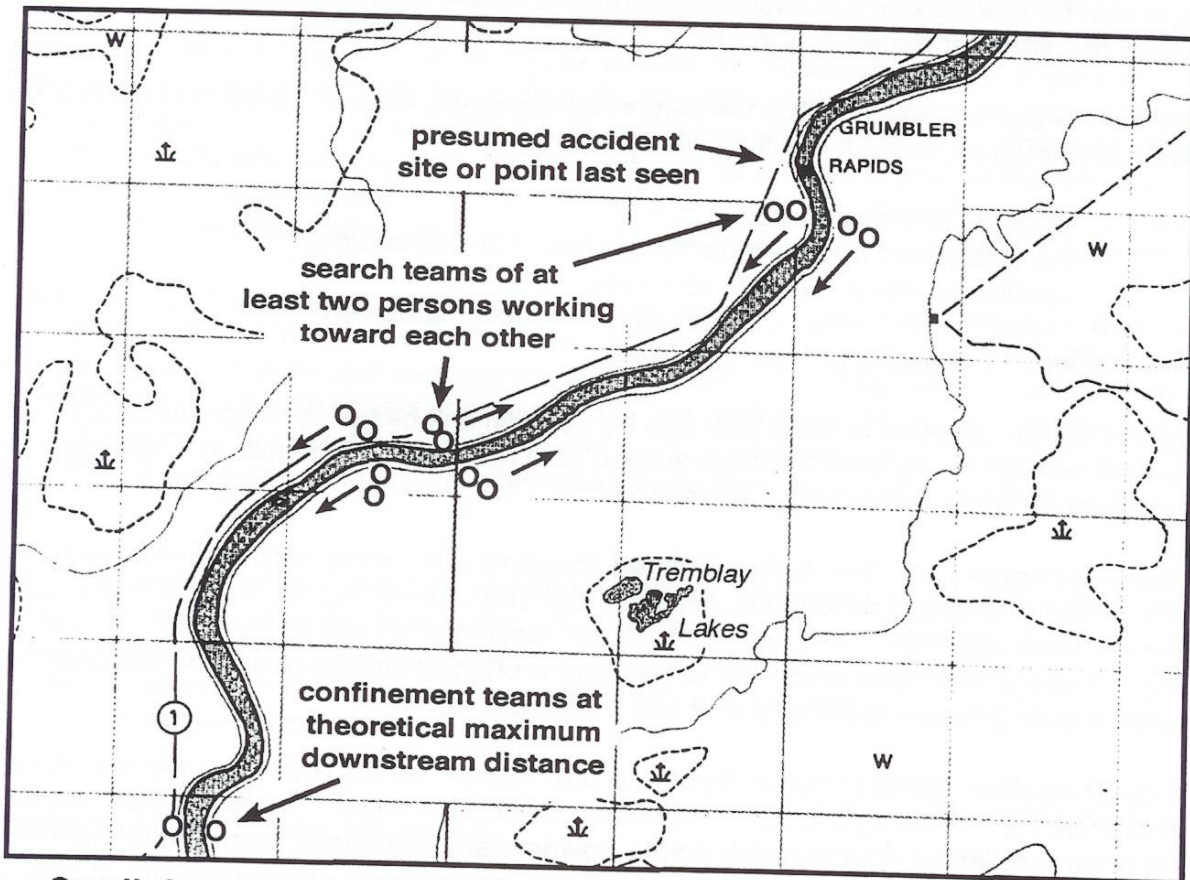 W
GRUMBLER
RAPIDS
presumed accident
site or point last seen
W
search teams of at
least two persons working
toward each other
Tremblay
Lakes
confinement teams at
theoretical maximum
downstream distance
1
W